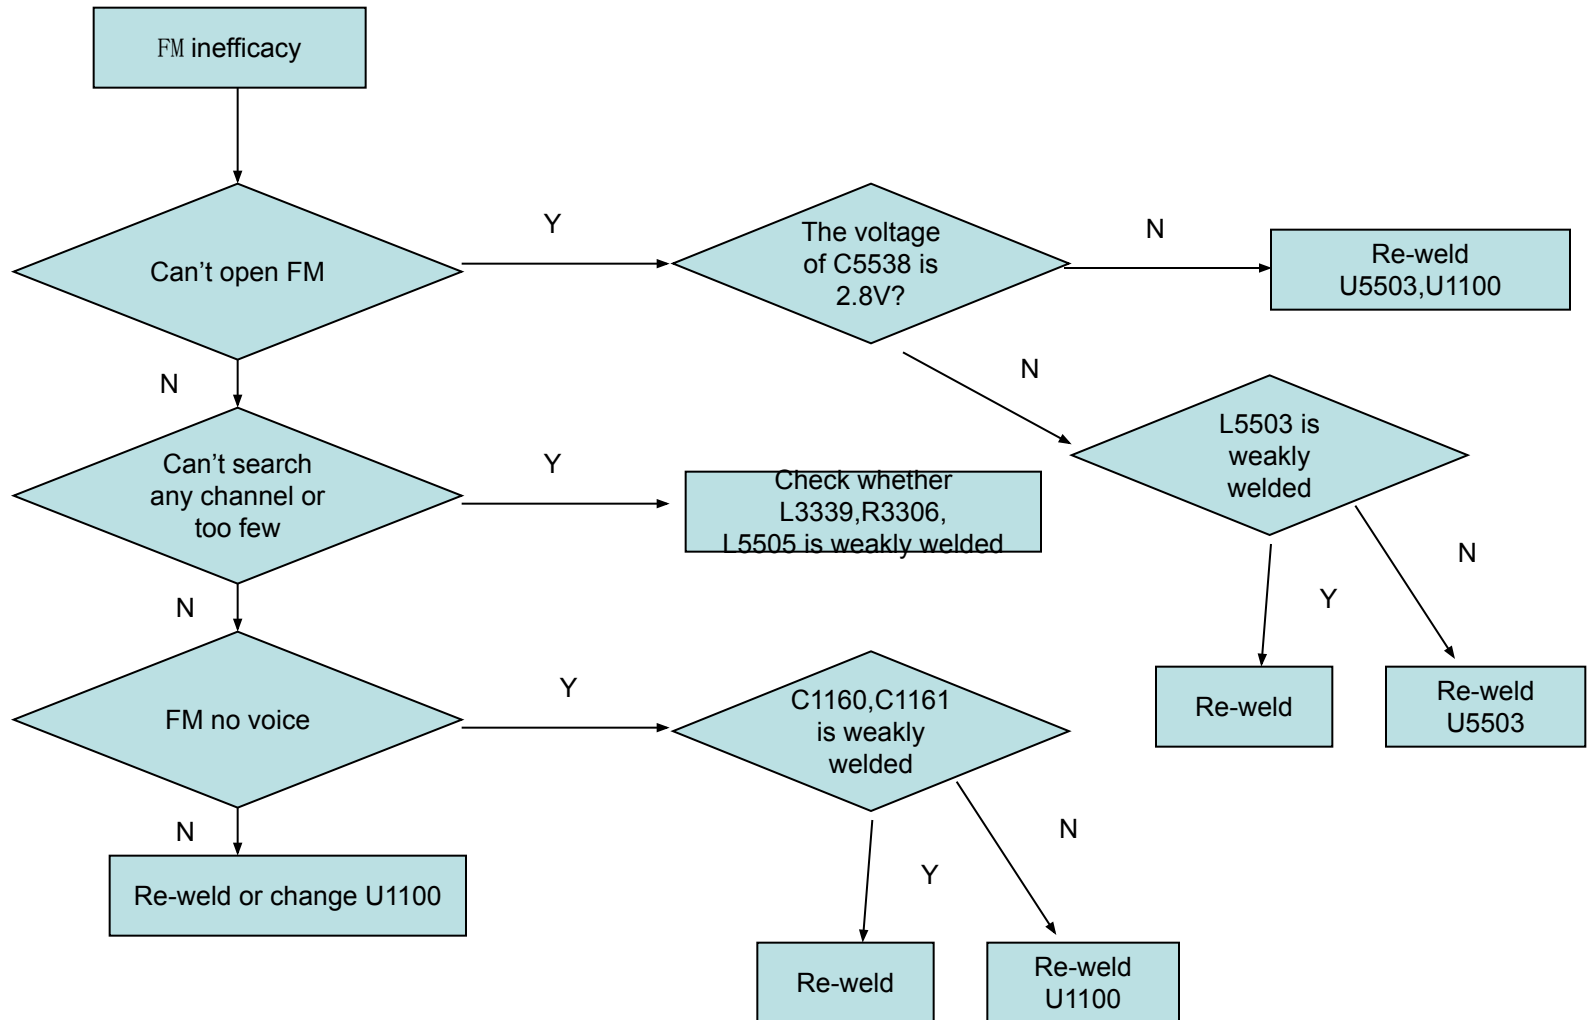 FM inefficacy
Can't open FM
Y
The voltage
of C5538 is
2.8V?
N
Re-weld
U5503,U1100
N
N
L5503 is
weakly
welded
Can't search
any channel or
too few
Y
Check whether
L3339,R3306,
L5505 is weakly welded
N
Y
N
Re-weld
Re-weld
U5503
FM no voice
Y
C1160,C1161
is weakly
welded
N
Re-weld or change U1100
Y
N
Re-weld
Re-weld
U1100